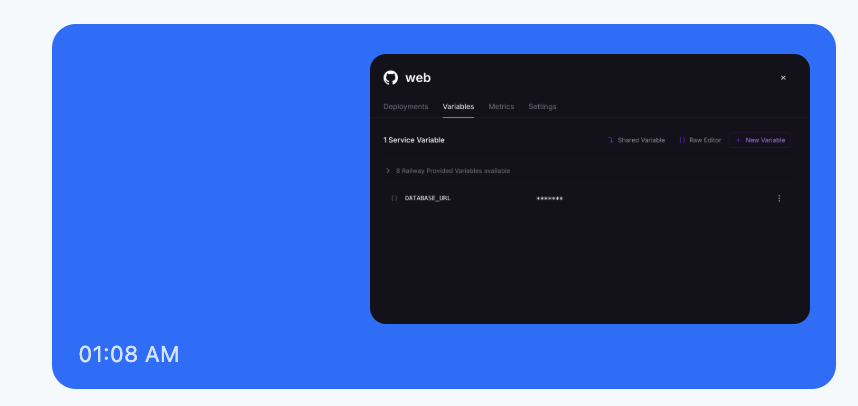 web
×
Deployments Variables Metrics Settings
1 Service Variable Shared Variable {} Raw Editor + New Variable
8 Railway Provided Variables available
{} DATABASE_URL *******
01:08 AM